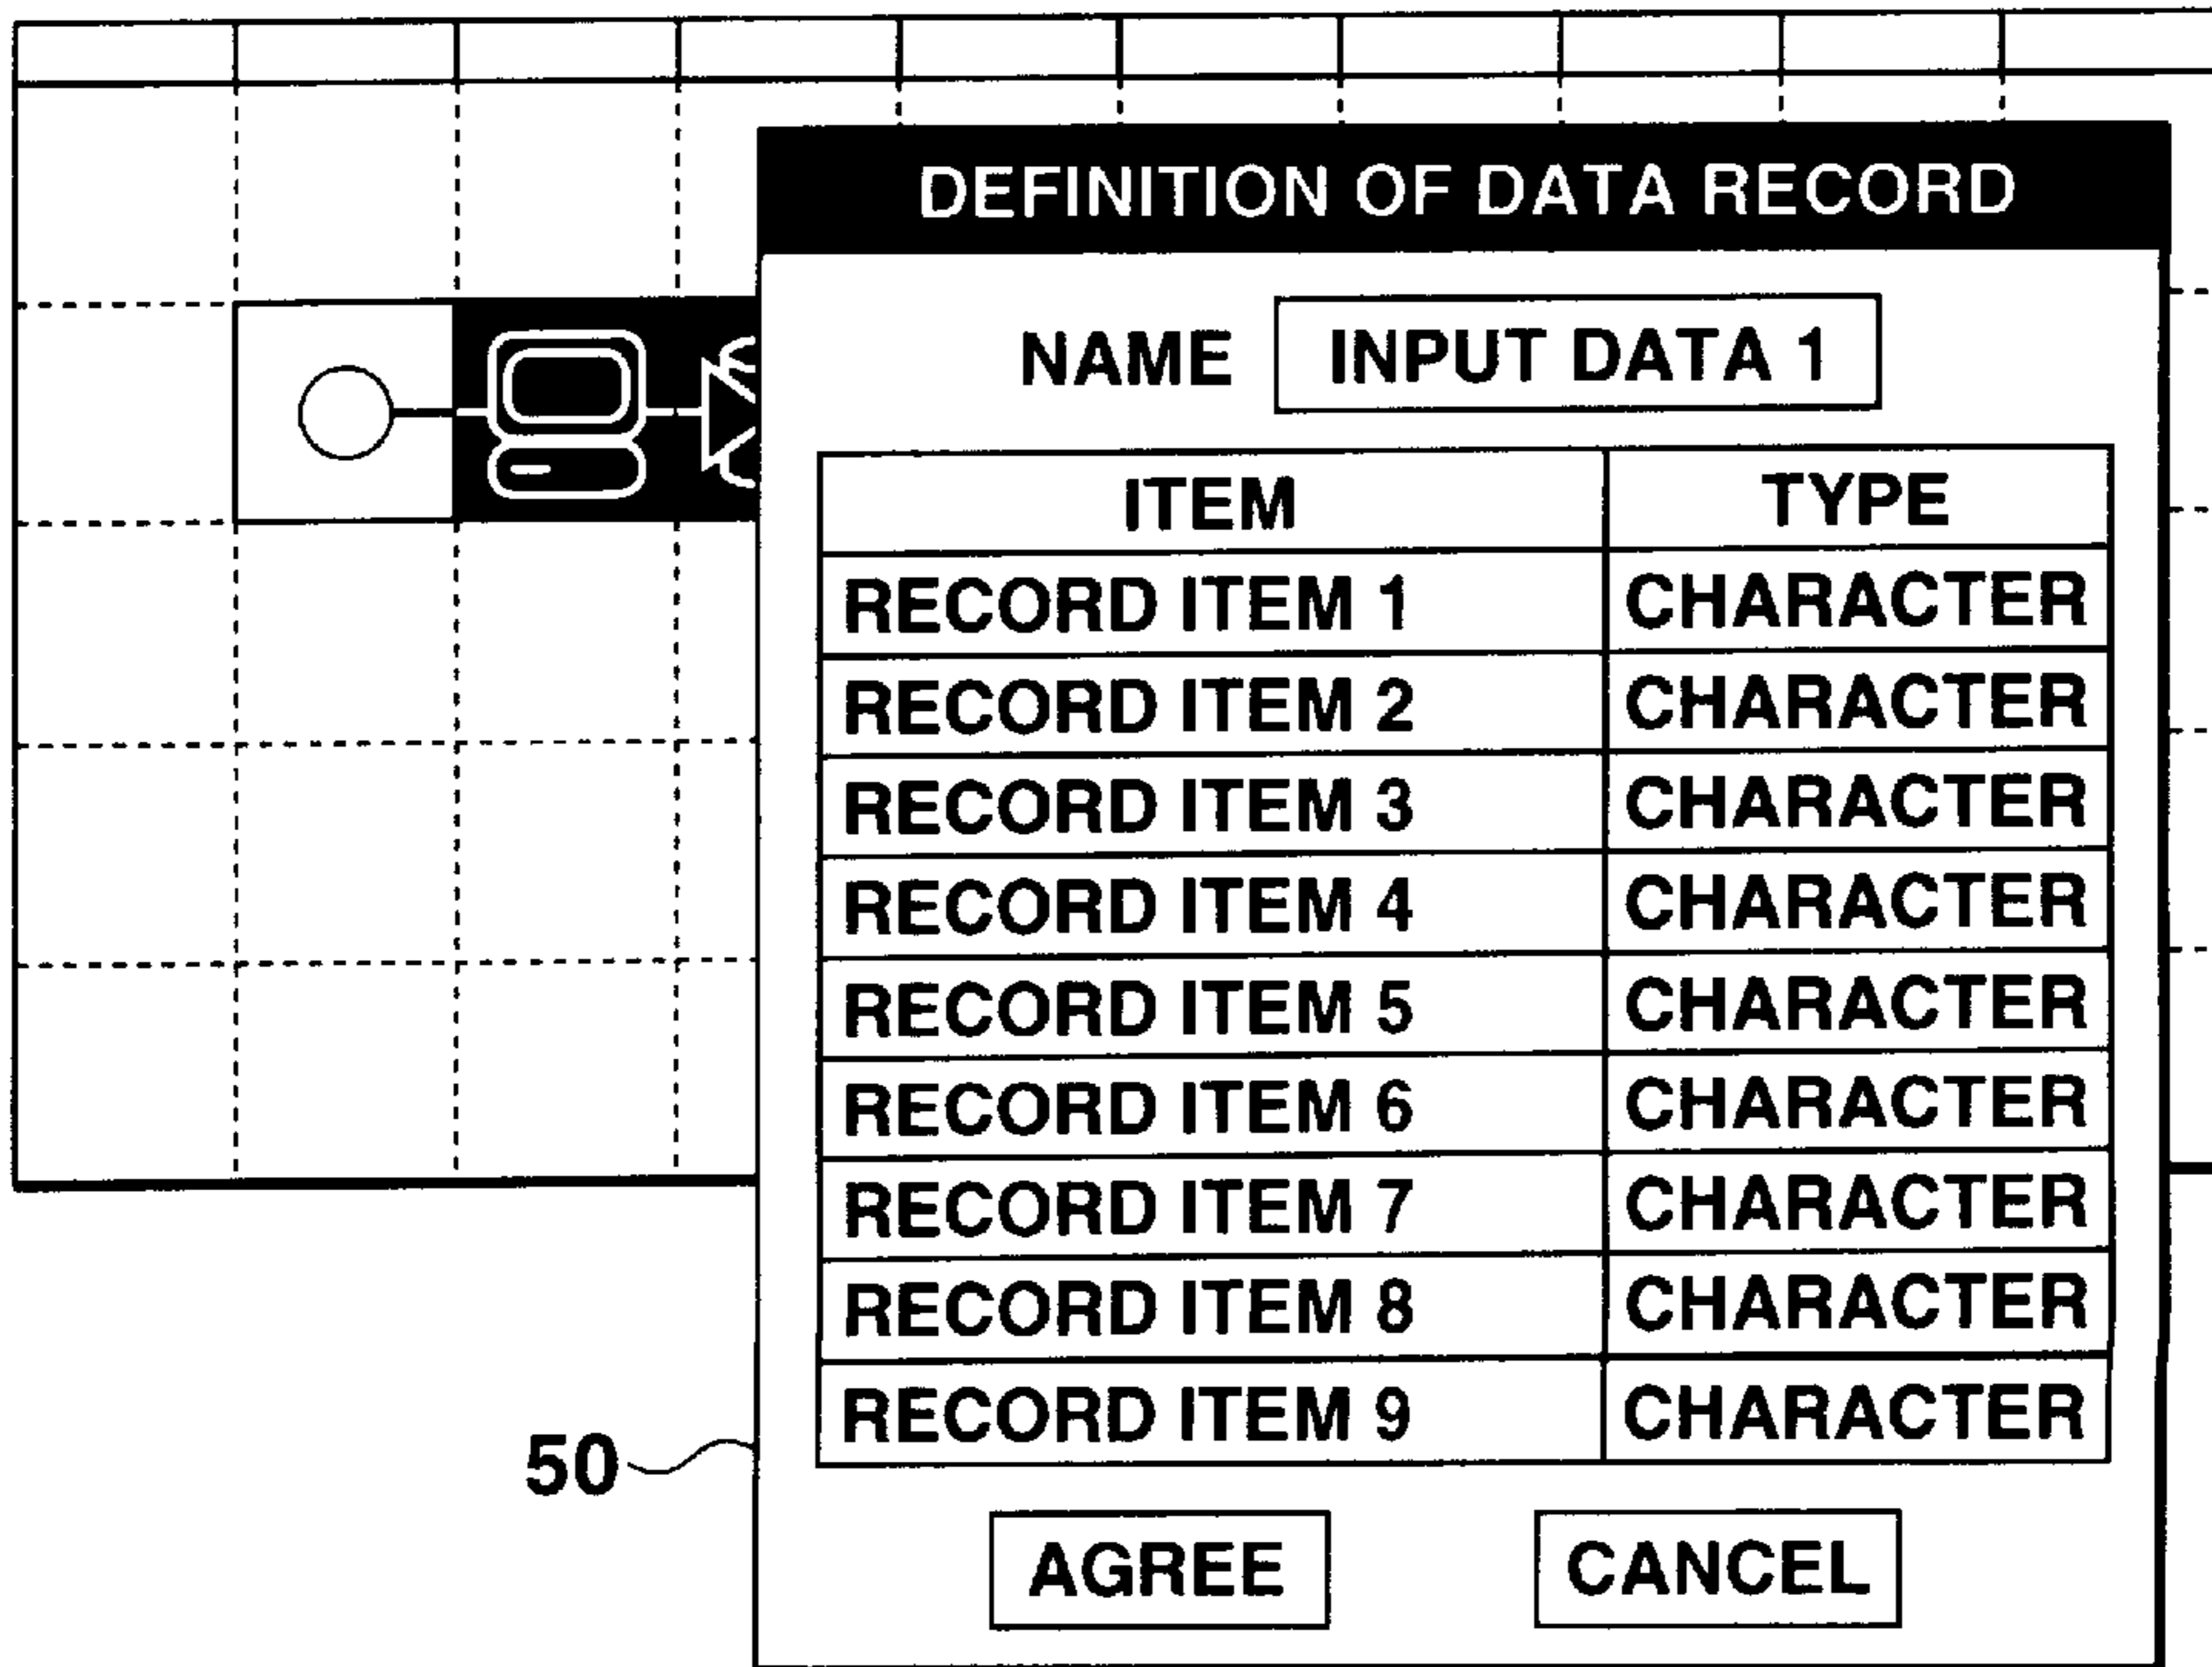 DEFINITION OF DATA RECORD
NAME INPUT DATA 1
ITEM TYPE
RECORD ITEM 1 CHARACTER
RECORD ITEM 2 CHARACTER
RECORD ITEM 3 CHARACTER
RECORD ITEM 4 CHARACTER
RECORD ITEM 5 CHARACTER
RECORD ITEM 6 CHARACTER
RECORD ITEM 7 CHARACTER
RECORD ITEM 8 CHARACTER
RECORD ITEM 9 CHARACTER
50
AGREE CANCEL